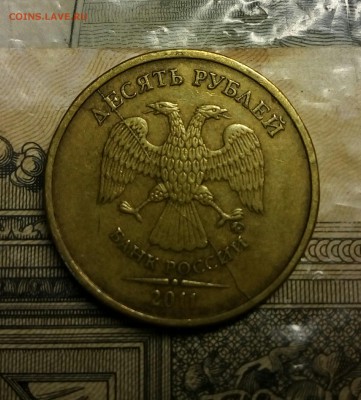 COINS.LAVE.RU
ДЕСЯТЬ РУБЛЕЙ
БАНК РОССИИ
2011